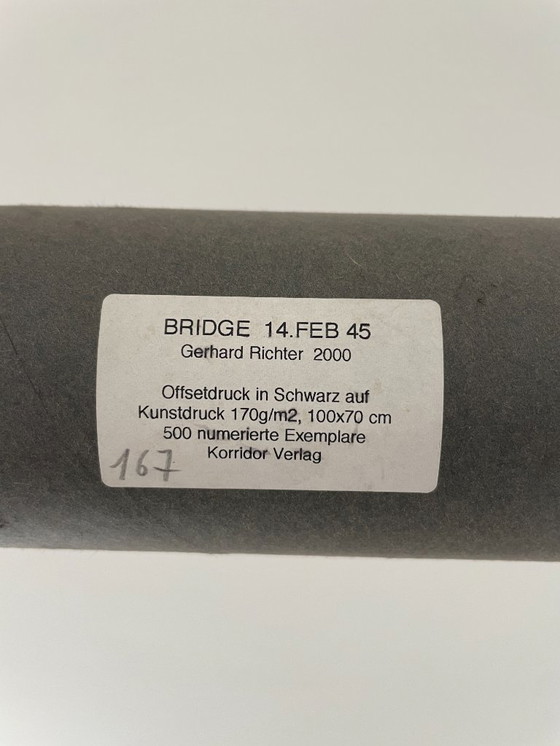 BRIDGE 14.FEB 45
Gerhard Richter 2000
Offsetdruck in Schwarz auf
Kunstdruck 170g/m2, 100x70 cm
500 numerierte Exemplare
Korridor Verlag
167